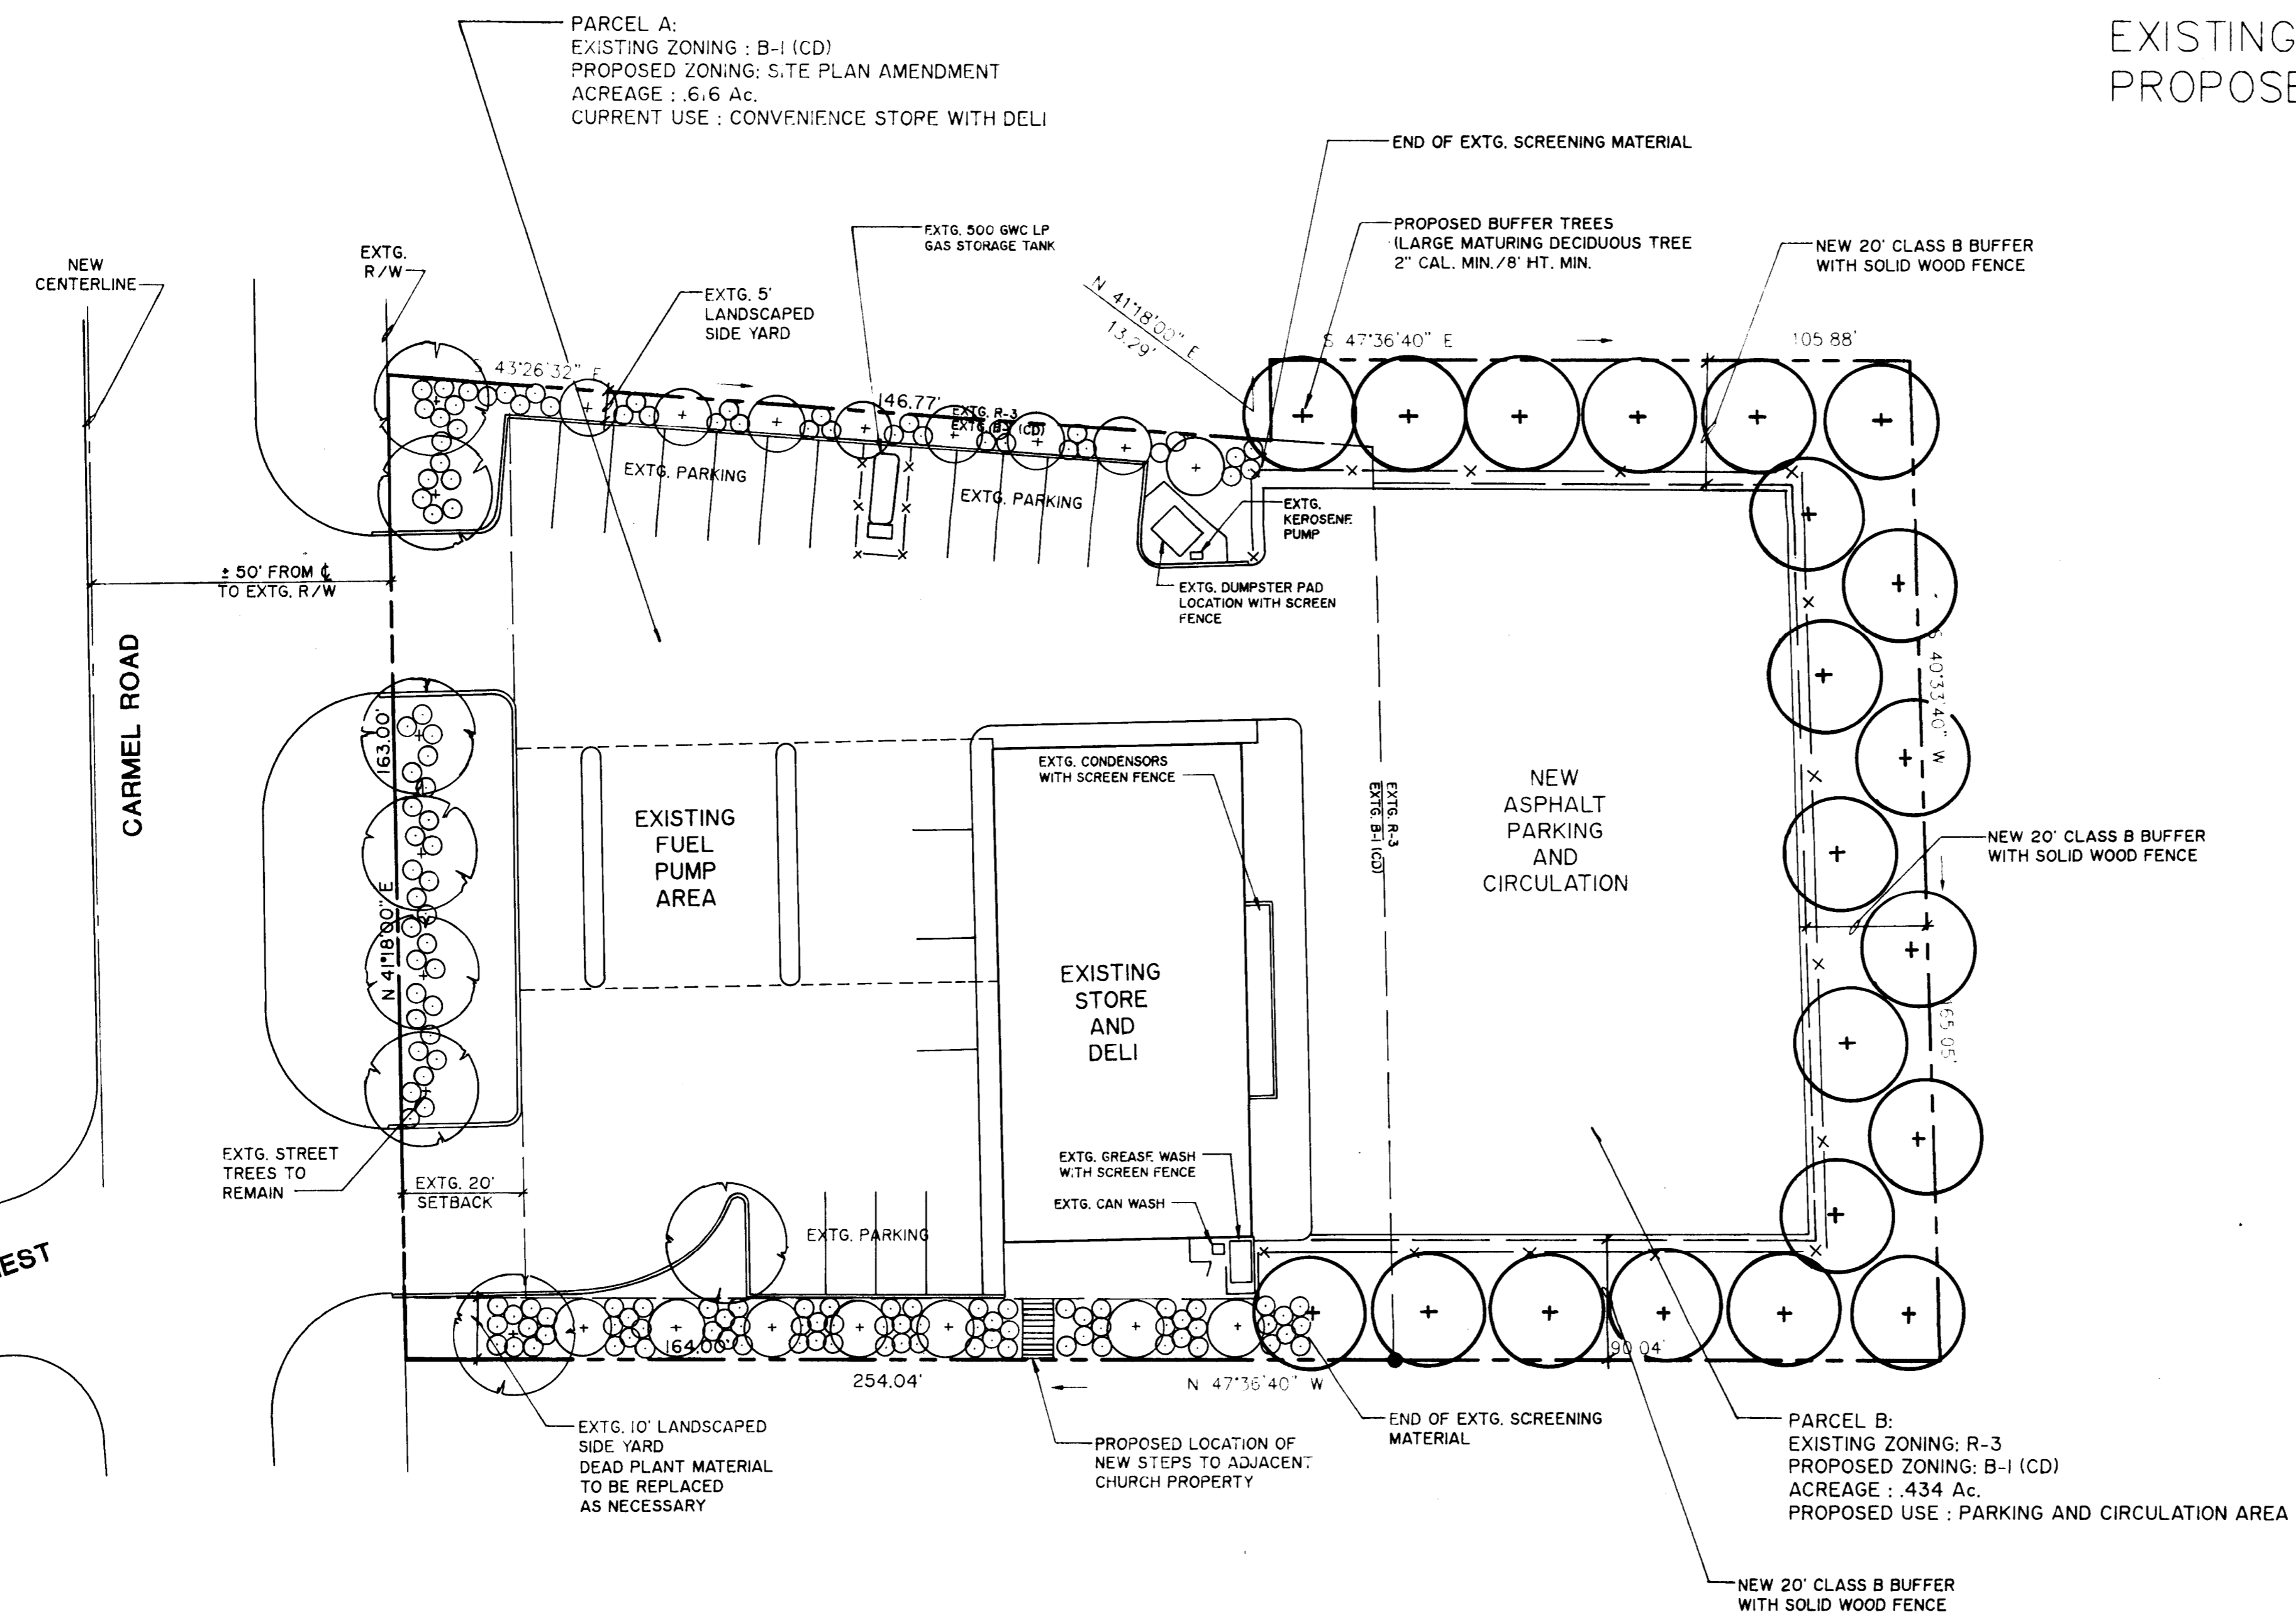 EXISTING
PROPOSE
PARCEL A:
EXISTING ZONING : B-1 (CD)
PROPOSED ZONING: SITE PLAN AMENDMENT
ACREAGE : .616 Ac.
CURRENT USE : CONVENIENCE STORE WITH DELI
END OF EXTG. SCREENING MATERIAL
PROPOSED BUFFER TREES
(LARGE MATURING DECIDUOUS TREE
2" CAL. MIN./8' HT. MIN.
NEW 20' CLASS B BUFFER
WITH SOLID WOOD FENCE
EXTG. 500 GWC LP
GAS STORAGE TANK
EXTG.
R/W
NEW
CENTERLINE
EXTG. 5'
LANDSCAPED
SIDE YARD
N 41°18'00" E
13.29'
S 47°36'40" E
105.88'
S 43°26'32" E
146.77'
EXTG. R-3
EXTG. B-1 (CD)
EXTG. PARKING
EXTG. PARKING
EXTG.
KEROSENE
PUMP
EXTG. DUMPSTER PAD
LOCATION WITH SCREEN
FENCE
± 50' FROM ℄
TO EXTG. R/W
CARMEL ROAD
163.00'
N 41°18'00" E
S 40°33'40" W
165.05'
EXISTING
FUEL
PUMP
AREA
EXTG. CONDENSORS
WITH SCREEN FENCE
EXTG. R-3
EXTG. B-1 (CD)
NEW
ASPHALT
PARKING
AND
CIRCULATION
NEW 20' CLASS B BUFFER
WITH SOLID WOOD FENCE
EXISTING
STORE
AND
DELI
EXTG. STREET
TREES TO
REMAIN
EXTG. 20'
SETBACK
EXTG. GREASE WASH
WITH SCREEN FENCE
EXTG. CAN WASH
EXTG. PARKING
EST
164.00'
90.04'
254.04'
N 47°36'40" W
EXTG. 10' LANDSCAPED
SIDE YARD
DEAD PLANT MATERIAL
TO BE REPLACED
AS NECESSARY
PROPOSED LOCATION OF
NEW STEPS TO ADJACENT
CHURCH PROPERTY
END OF EXTG. SCREENING
MATERIAL
PARCEL B:
EXISTING ZONING: R-3
PROPOSED ZONING: B-1 (CD)
ACREAGE : .434 Ac.
PROPOSED USE : PARKING AND CIRCULATION AREA
NEW 20' CLASS B BUFFER
WITH SOLID WOOD FENCE